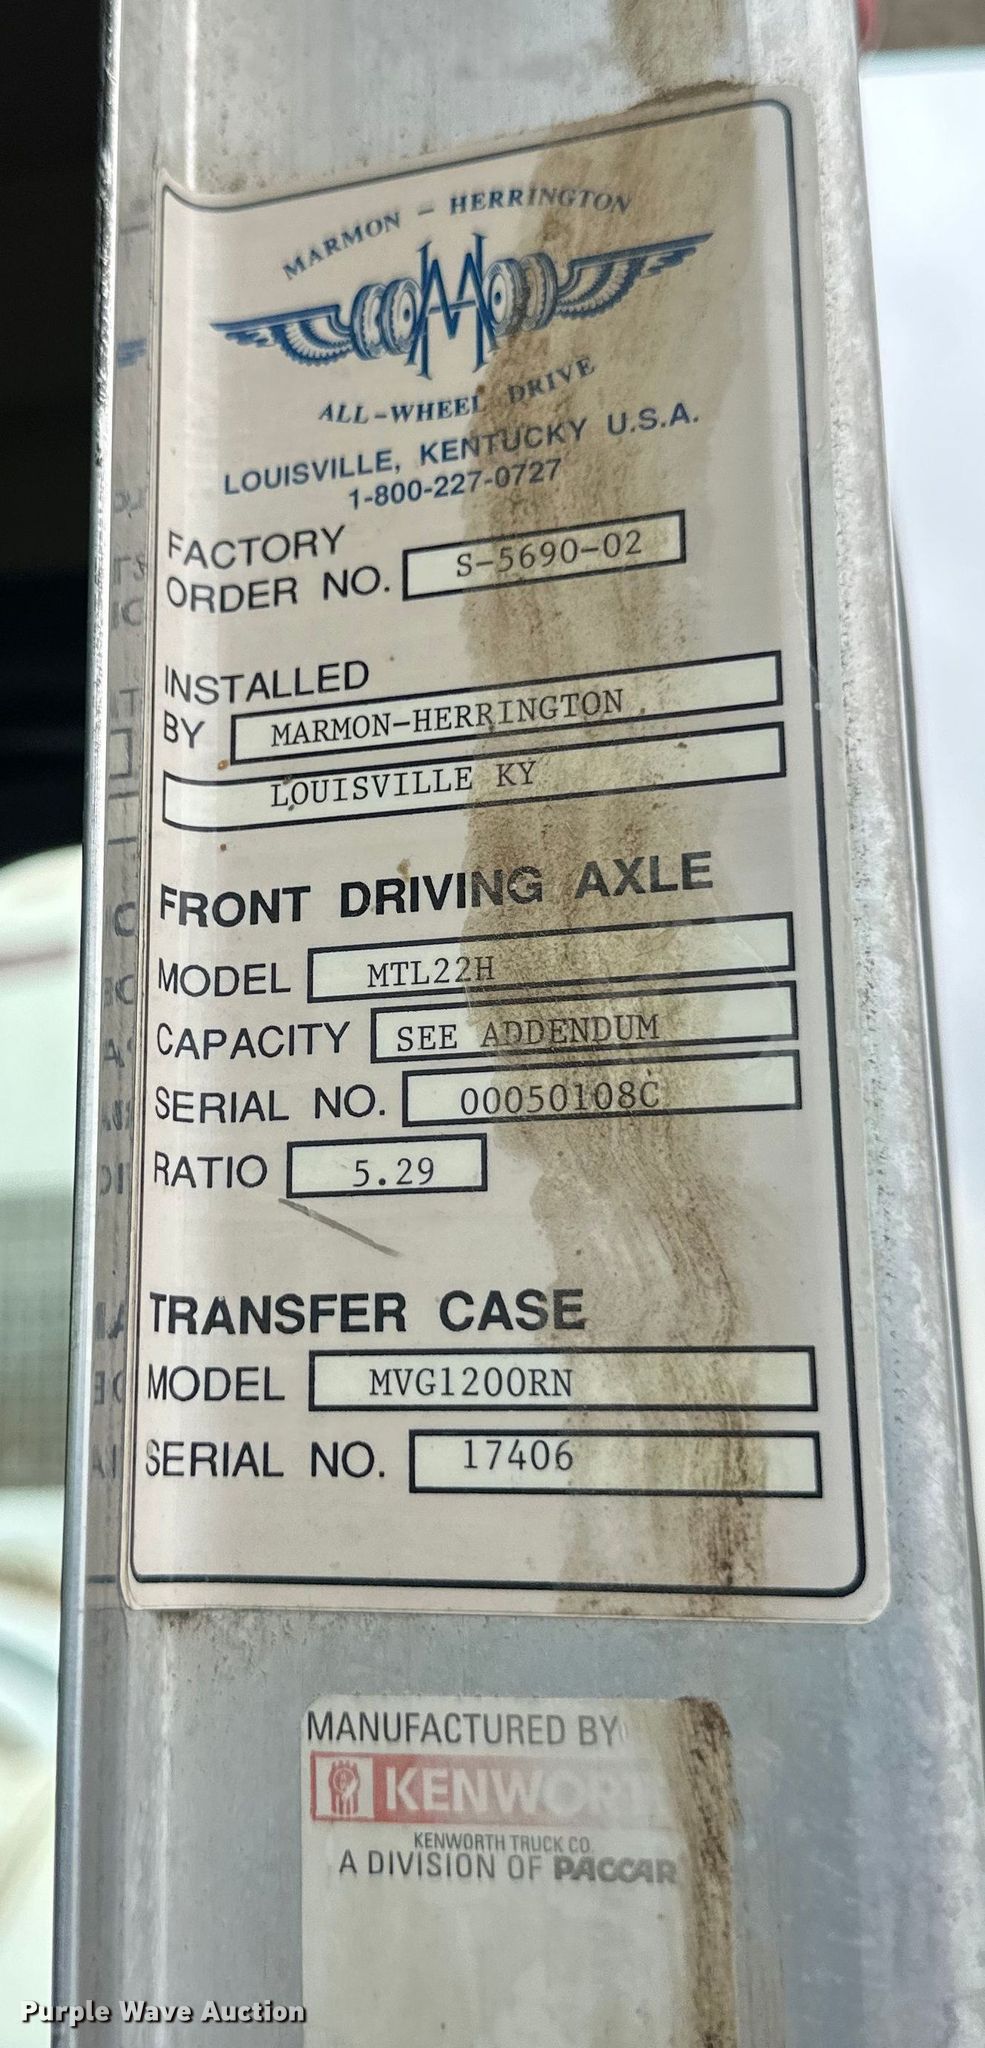 MARMON - HERRINGTON
ALL-WHEEL DRIVE
LOUISVILLE, KENTUCKY U.S.A.
1-800-227-0727
FACTORY
ORDER NO. S-5690-02
INSTALLED
BY MARMON-HERRINGTON
LOUISVILLE KY
FRONT DRIVING AXLE
MODEL MTL22H
CAPACITY SEE ADDENDUM
SERIAL NO. 00050108C
RATIO 5.29
TRANSFER CASE
MODEL MVG1200RN
SERIAL NO. 17406
MANUFACTURED BY
KENWORTH
KENWORTH TRUCK CO.
A DIVISION OF PACCAR
Purple Wave Auction